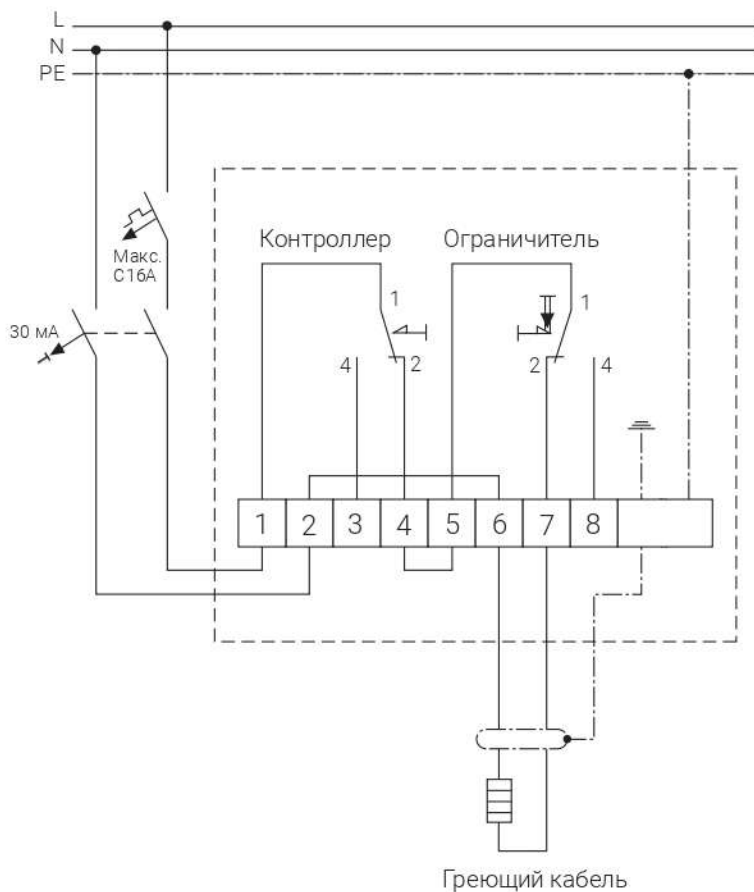 L
N
PE
Контроллер
Ограничитель
Макс.
C16A
1
1
30 мА
4
2
2
4
1 2 3 4 5 6 7 8
Греющий кабель